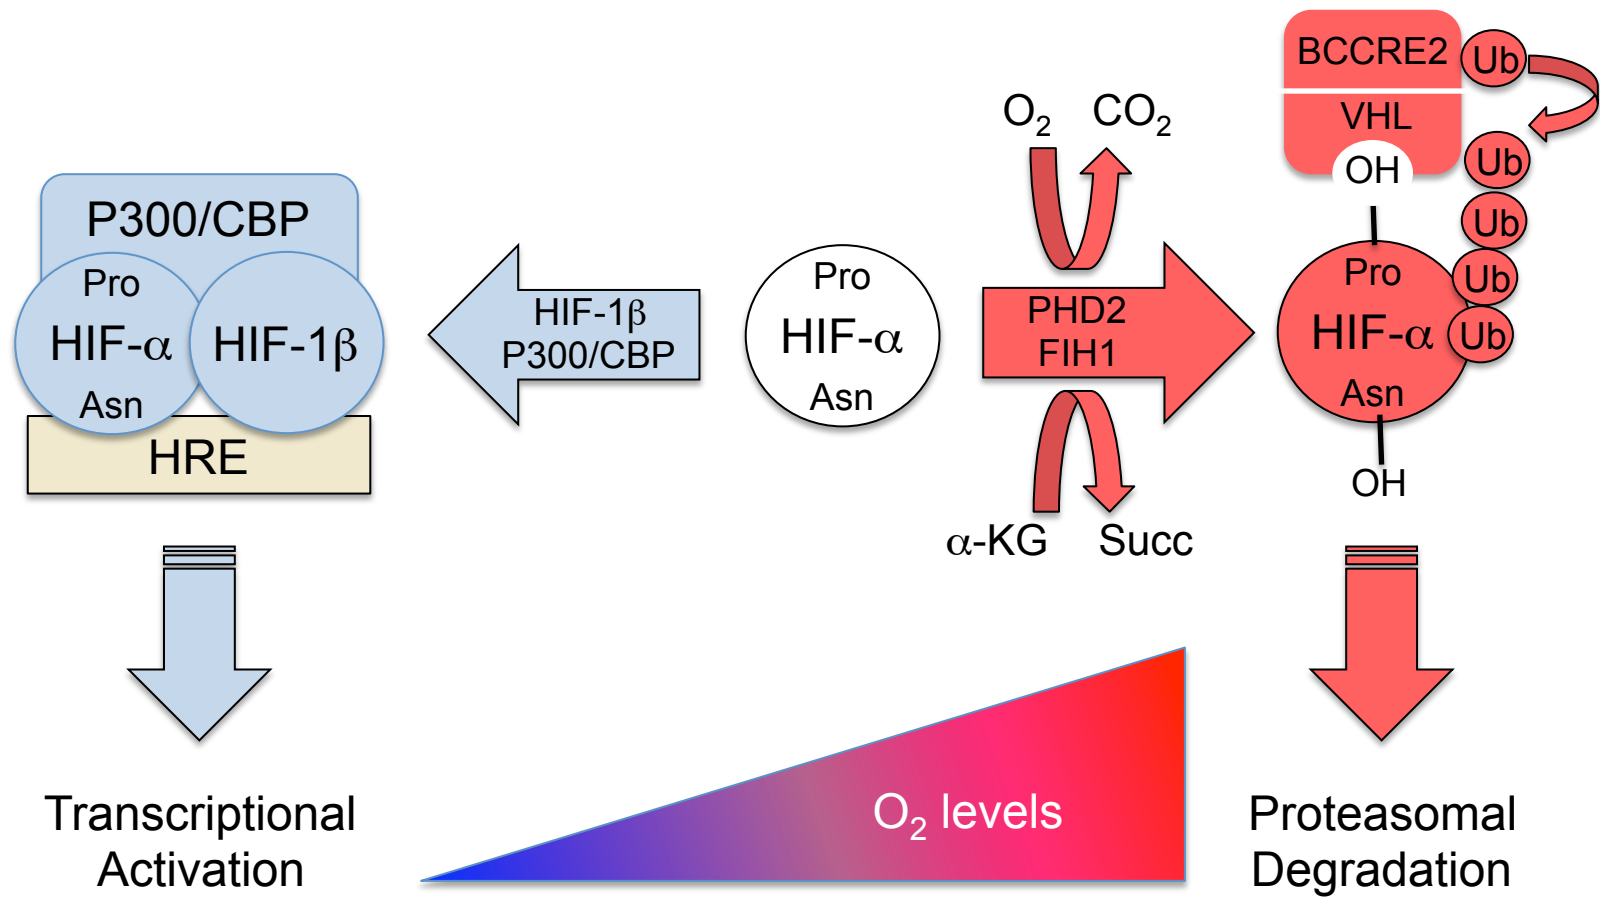 P300/CBP
Pro
HIF-α
Asn
HIF-1β
HRE
Transcriptional
Activation
HIF-1β
P300/CBP
Pro
HIF-α
Asn
O₂
CO₂
PHD2
FIH1
α-KG
Succ
O₂ levels
BCCRE2
Ub
VHL
OH
Ub
Ub
Ub
Ub
Pro
HIF-α
Asn
OH
Proteasomal
Degradation